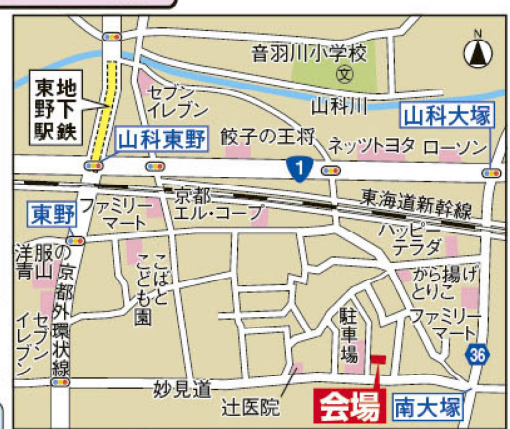 音羽川小学校
文
N
地下鉄
東野駅
セブン
イレブン
山科川
山科大塚
山科東野
餃子の王将
ネッツトヨタ
ローソン
1
東海道新幹線
東野
ファミリー
マート
京都
エル・コープ
ハッピー
テラダ
洋服の
青山
京都外環状線
こばと
こども園
から揚げ
とりこ
駐車場
ファミリー
マート
セブン
イレブン
36
妙見道
辻医院
会場
南大塚